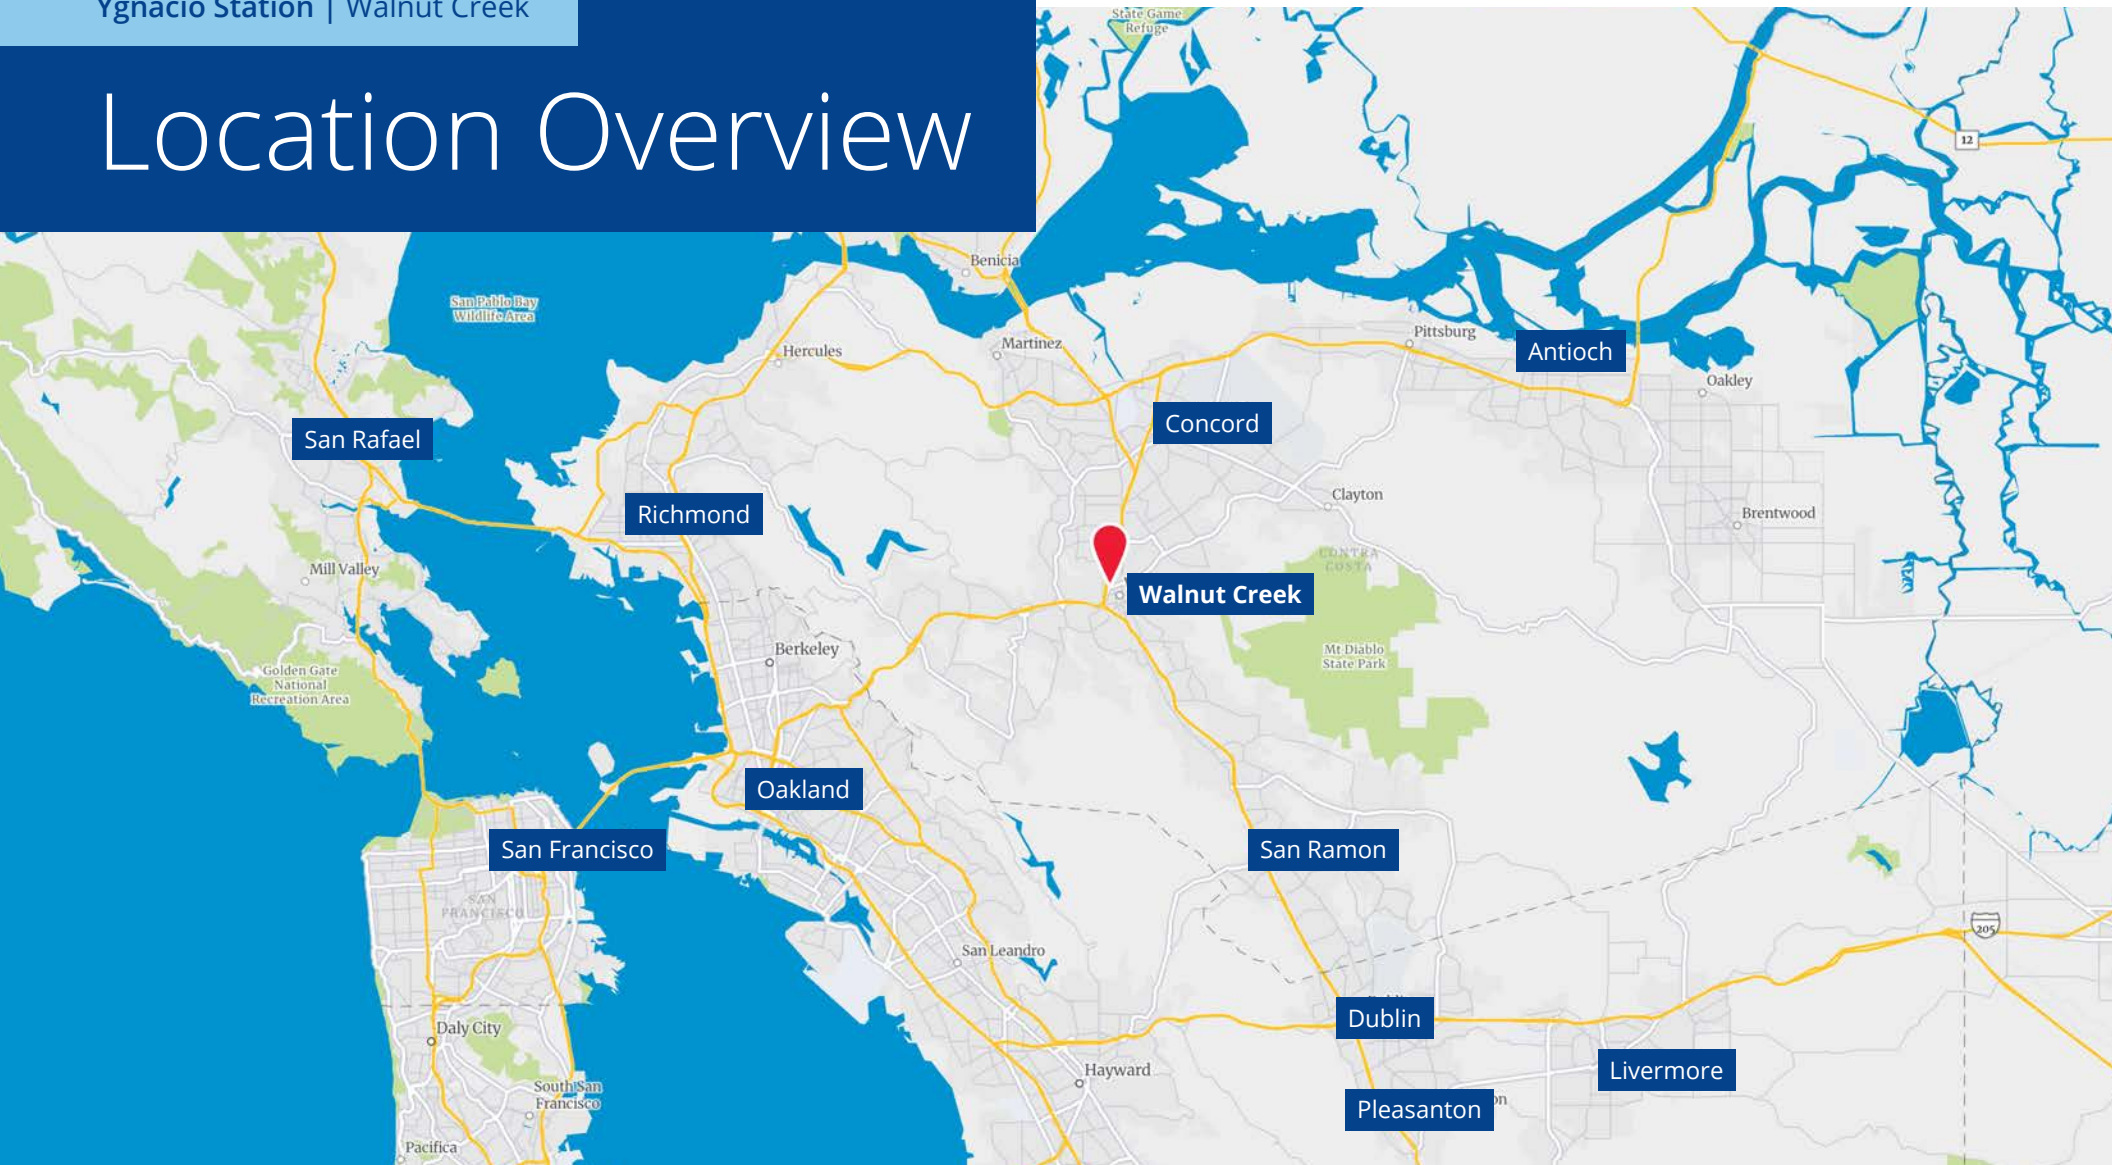 Ygnacio Station | Walnut Creek
Location Overview
State Game
Refuge
12
Benicia
San Pablo Bay
Wildlife Area
Martinez
Pittsburg
Hercules
Antioch
Oakley
Concord
San Rafael
Clayton
Richmond
Brentwood
CONTRA
COSTA
Mill Valley
Walnut Creek
Berkeley
Mt Diablo
State Park
Golden Gate
National
Recreation Area
Oakland
San Francisco
San Ramon
SAN
FRANCISCO
205
San Leandro
Dublin
Daly City
Hayward
Livermore
South San
Francisco
Pleasanton
Pacifica